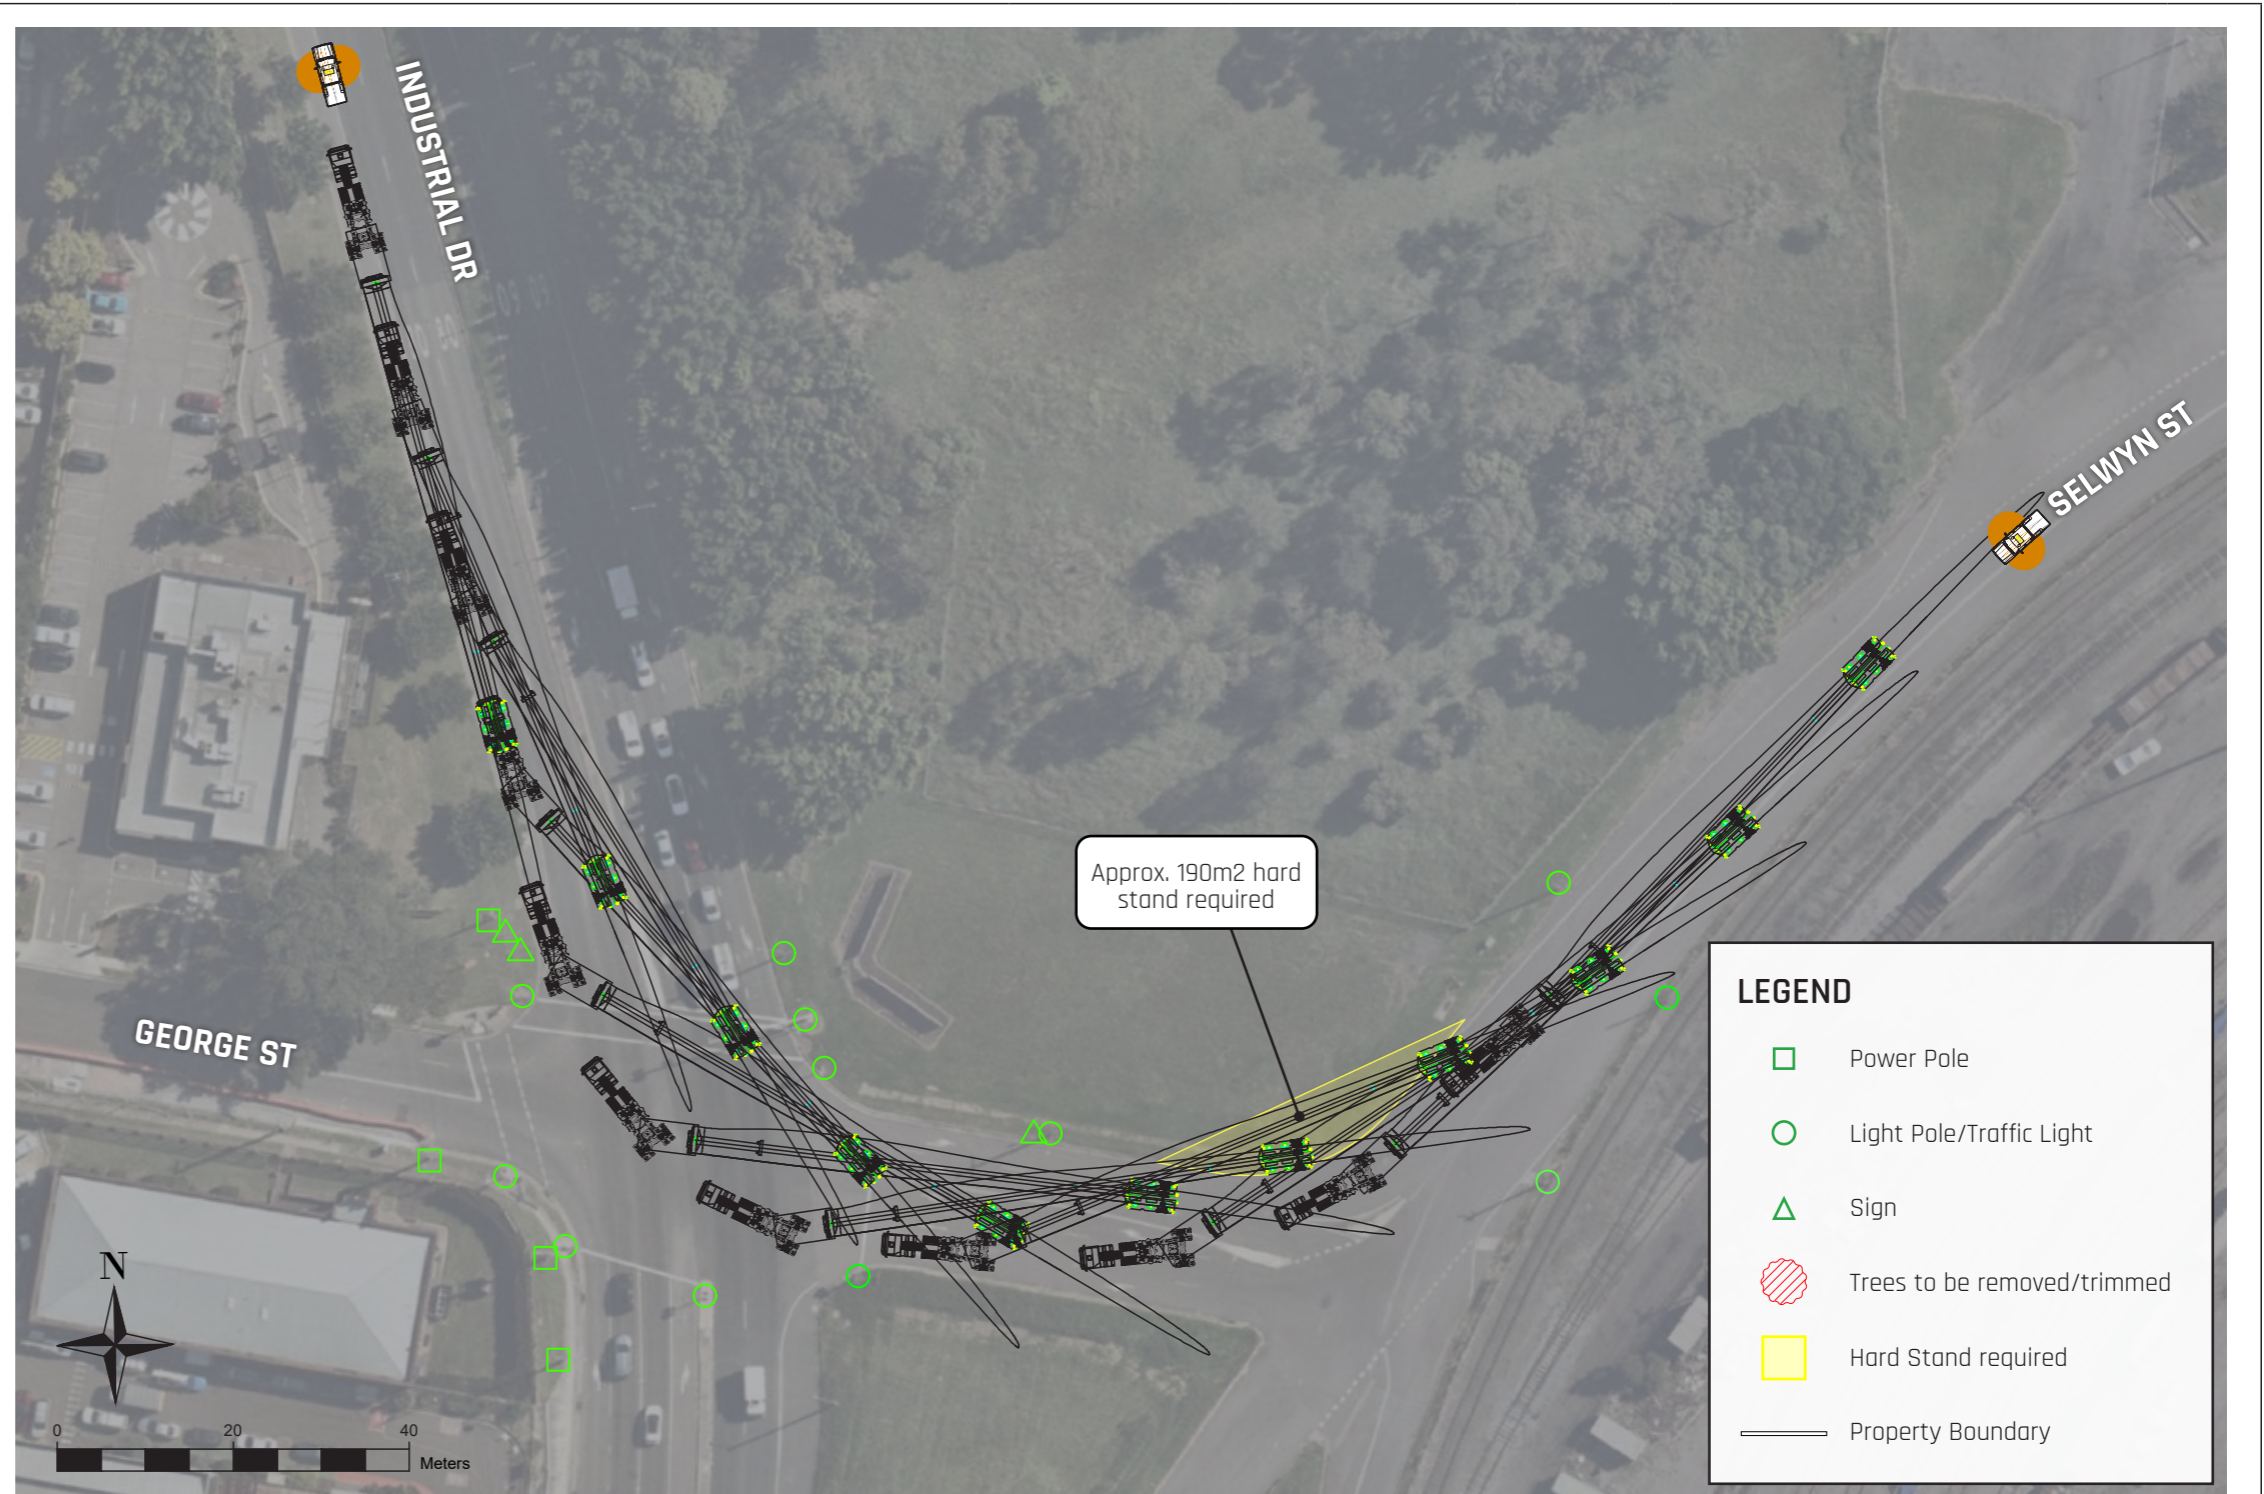 INDUSTRIAL DR
SELWYN ST
Approx. 190m2 hard
stand required
GEORGE ST
LEGEND
Power Pole
Light Pole/Traffic Light
Sign
Trees to be removed/trimmed
Hard Stand required
Property Boundary
N
0 20 40
Meters